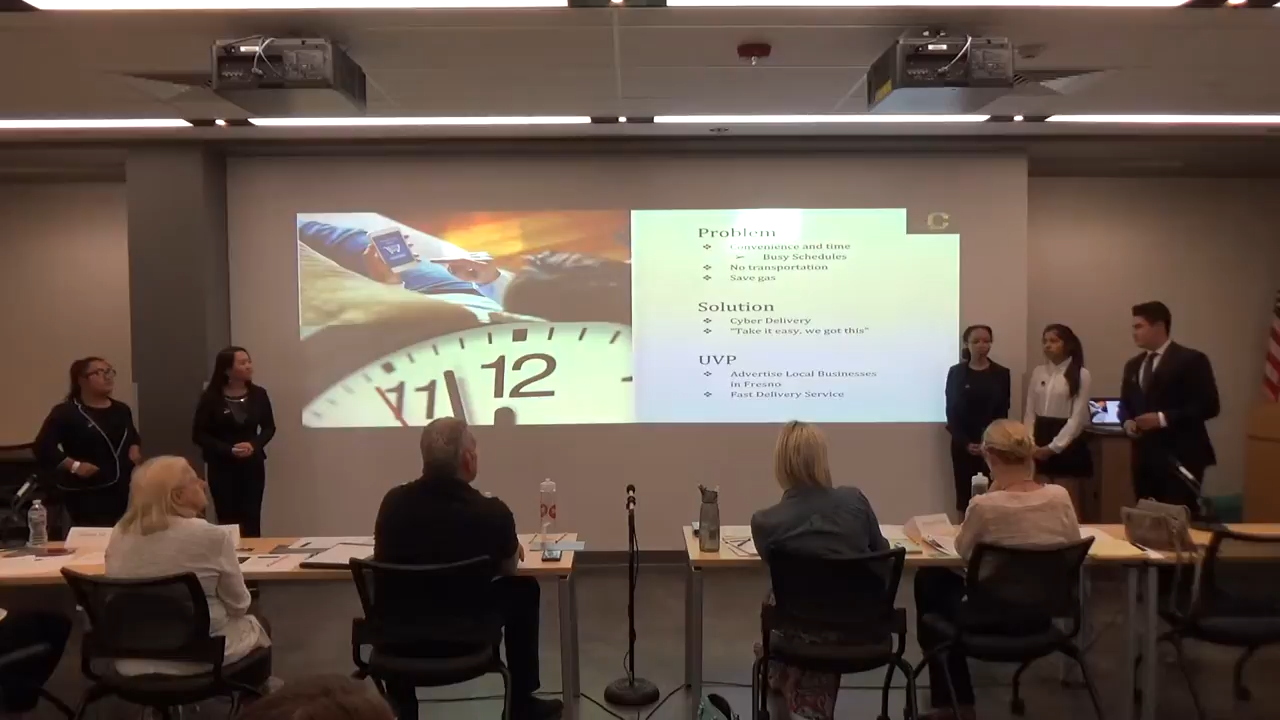 11 12
C
Problem
Convenience and time
Busy Schedules
No transportation
Save gas
Solution
Cyber Delivery
"Take it easy, we got this"
UVP
Advertise Local Businesses
in Fresno
Fast Delivery Service